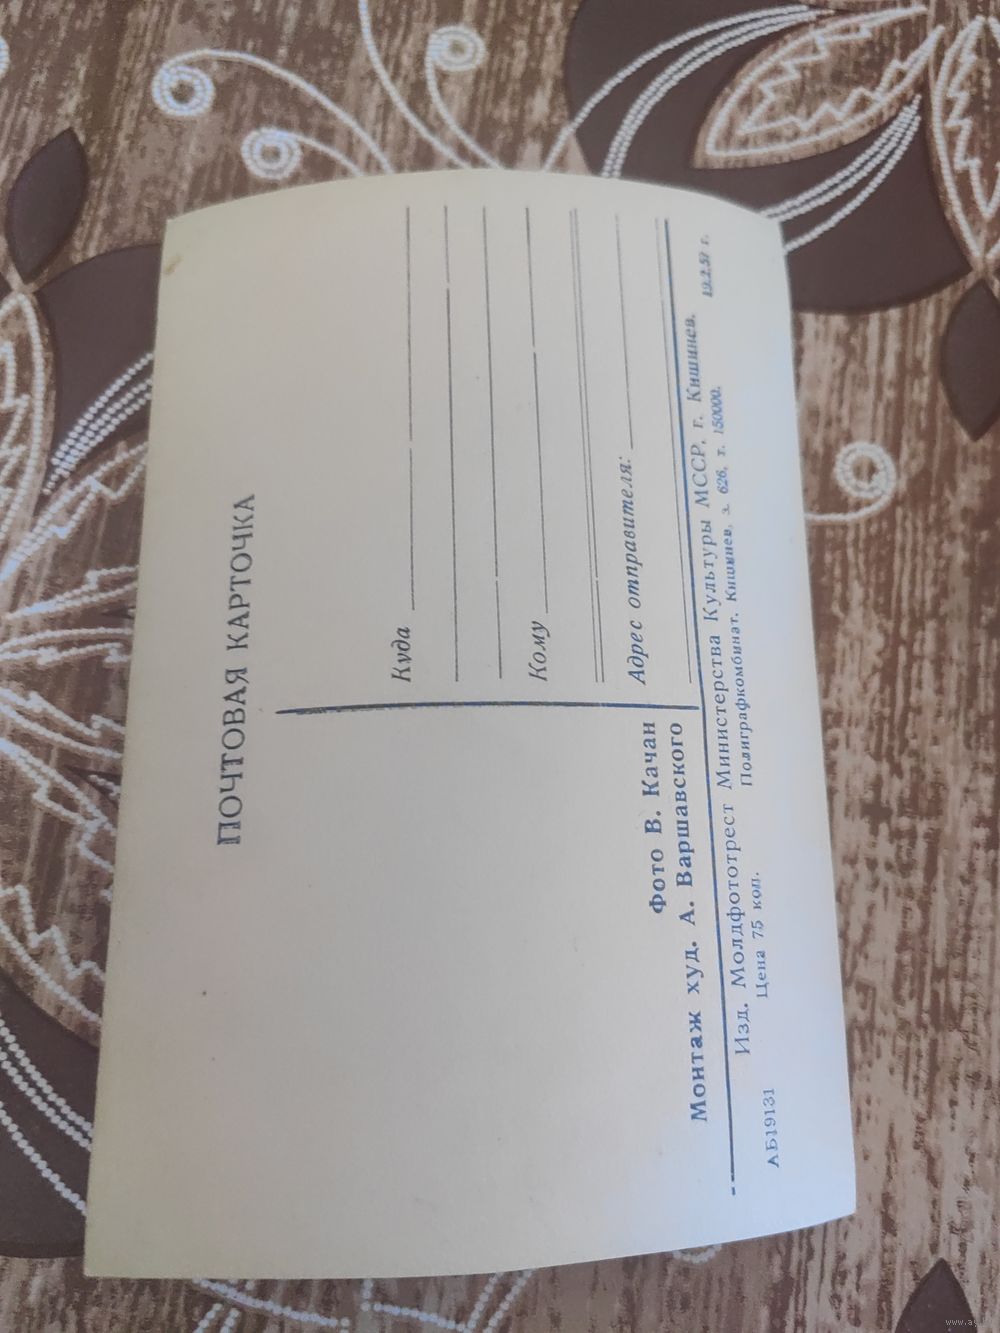 ПОЧТОВАЯ КАРТОЧКА
Куда
Кому
Адрес отправителя:
Фото В. Качан
Монтаж худ. А. Варшавского
Изд. Молдфототрест Министерства Культуры МССР, г. Кишинев.
АБ19131 Цена 75 коп. Полиграфкомбинат, Кишинев, з. 626, т. 150000. 19.2.57 г.